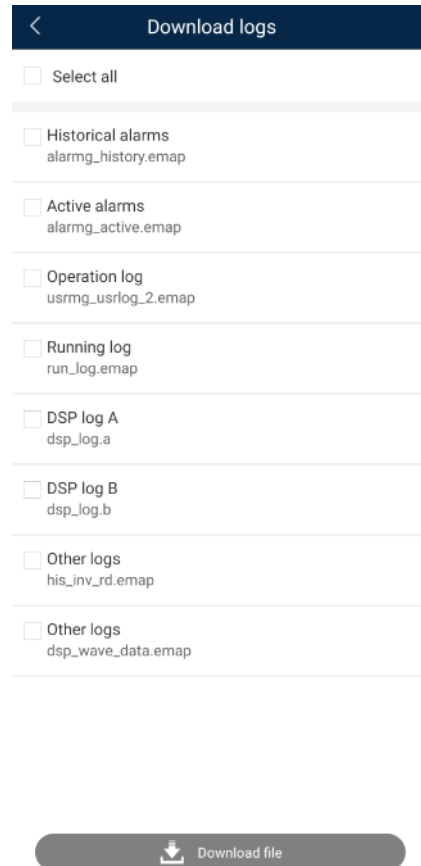 Download logs
Select all
Historical alarms
alarmg_history.emap
Active alarms
alarmg_active.emap
Operation log
usrmg_usrlog_2.emap
Running log
run_log.emap
DSP log A
dsp_log.a
DSP log B
dsp_log.b
Other logs
his_inv_rd.emap
Other logs
dsp_wave_data.emap
Download file